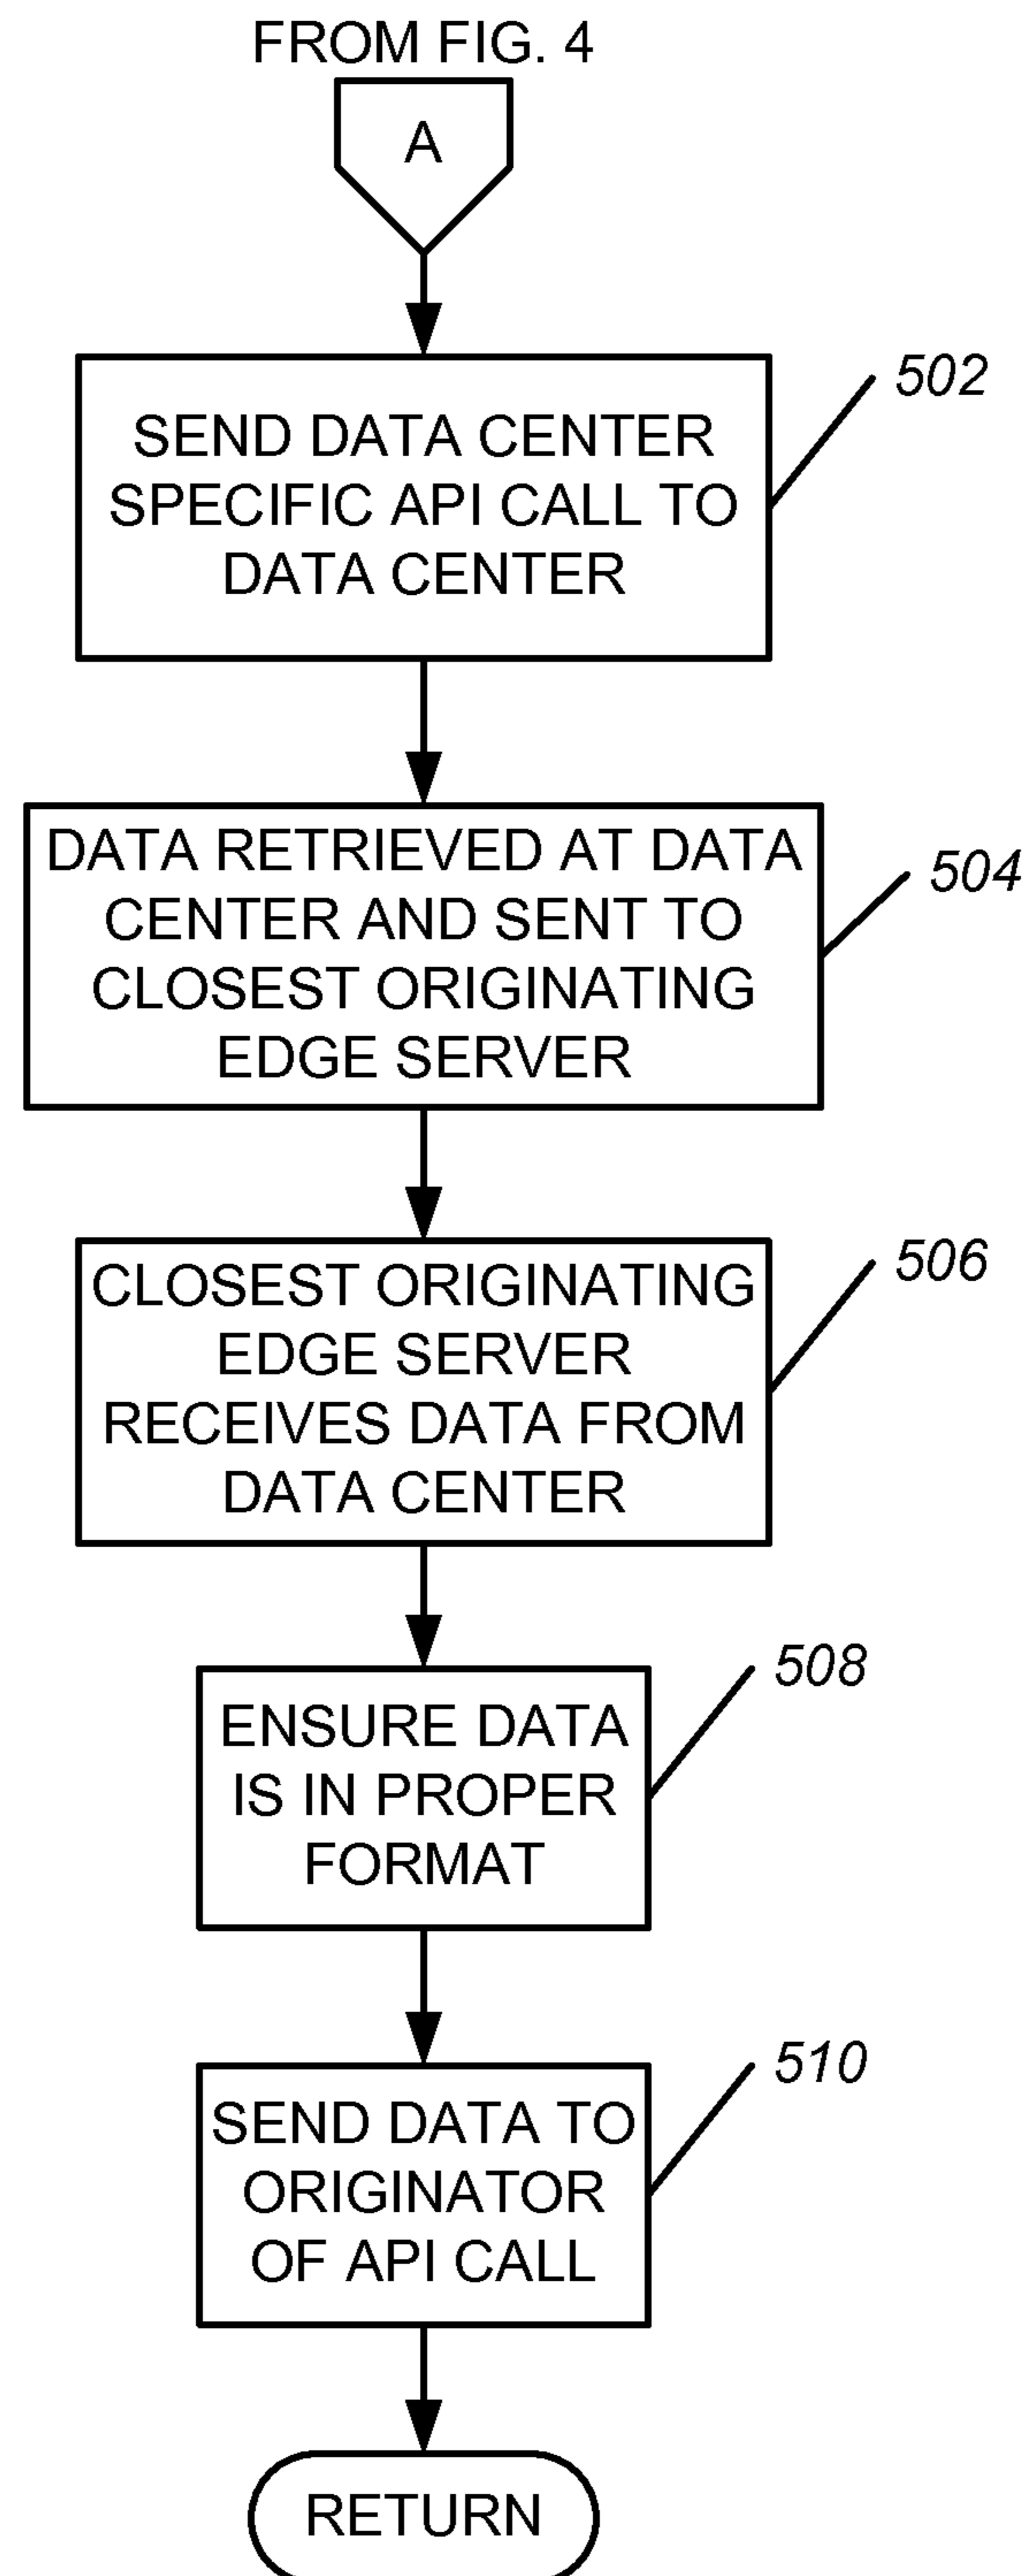 FROM FIG. 4
A
502
SEND DATA CENTER
SPECIFIC API CALL TO
DATA CENTER
504
DATA RETRIEVED AT DATA
CENTER AND SENT TO
CLOSEST ORIGINATING
EDGE SERVER
506
CLOSEST ORIGINATING
EDGE SERVER
RECEIVES DATA FROM
DATA CENTER
508
ENSURE DATA
IS IN PROPER
FORMAT
510
SEND DATA TO
ORIGINATOR
OF API CALL
RETURN